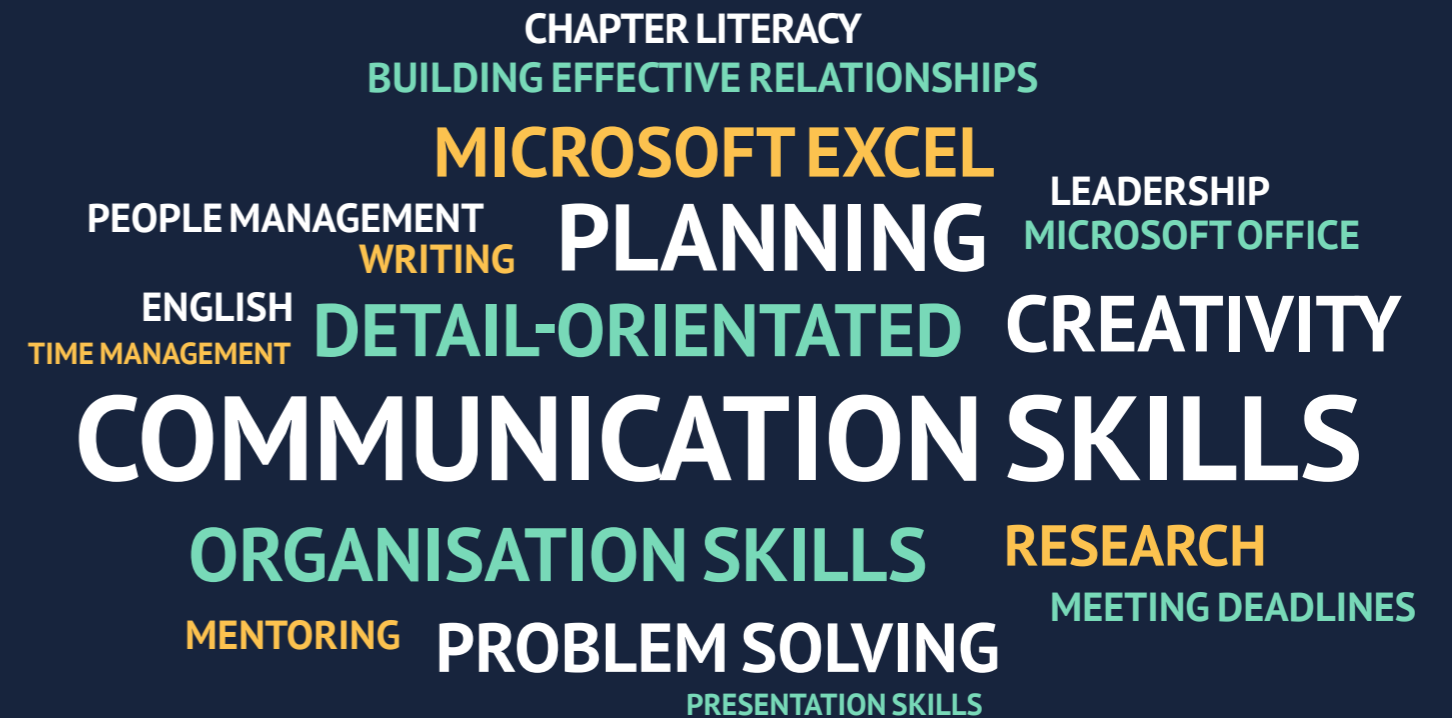 CHAPTER LITERACY
BUILDING EFFECTIVE RELATIONSHIPS
MICROSOFT EXCEL
LEADERSHIP
PEOPLE MANAGEMENT
PLANNING
MICROSOFT OFFICE
WRITING
ENGLISH
DETAIL-ORIENTATED
CREATIVITY
TIME MANAGEMENT
COMMUNICATION SKILLS
ORGANISATION SKILLS
RESEARCH
MEETING DEADLINES
MENTORING
PROBLEM SOLVING
PRESENTATION SKILLS